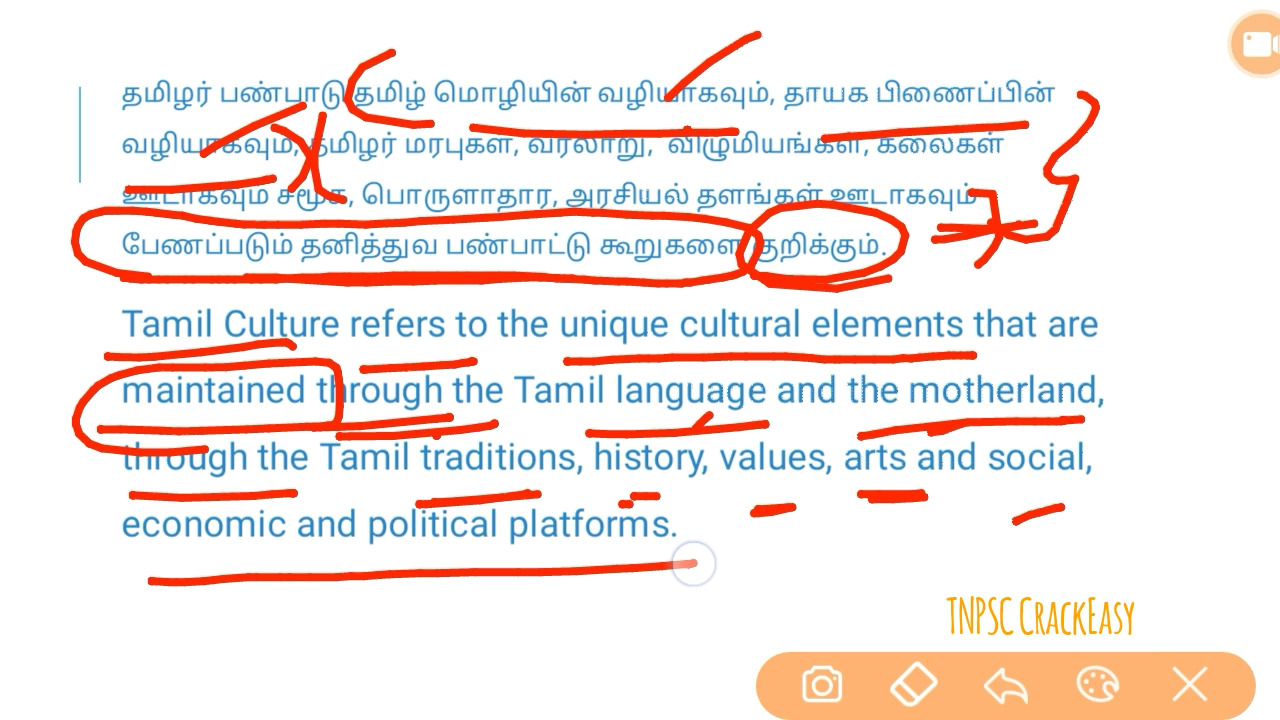 தமிழர் பண்பாடு தமிழ் மொழியின் வழியாகவும், தாயக பிணைப்பின்
வழியாகவும், தமிழர் மரபுகள், வரலாறு, விழுமியங்கள், கலைகள்
ஊடாகவும் சமூக, பொருளாதார, அரசியல் தளங்கள் ஊடாகவும்
பேணப்படும் தனித்துவ பண்பாட்டு கூறுகளை குறிக்கும்.
Tamil Culture refers to the unique cultural elements that are
maintained through the Tamil language and the motherland,
through the Tamil traditions, history, values, arts and social,
economic and political platforms.
TNPSC CrackEasy